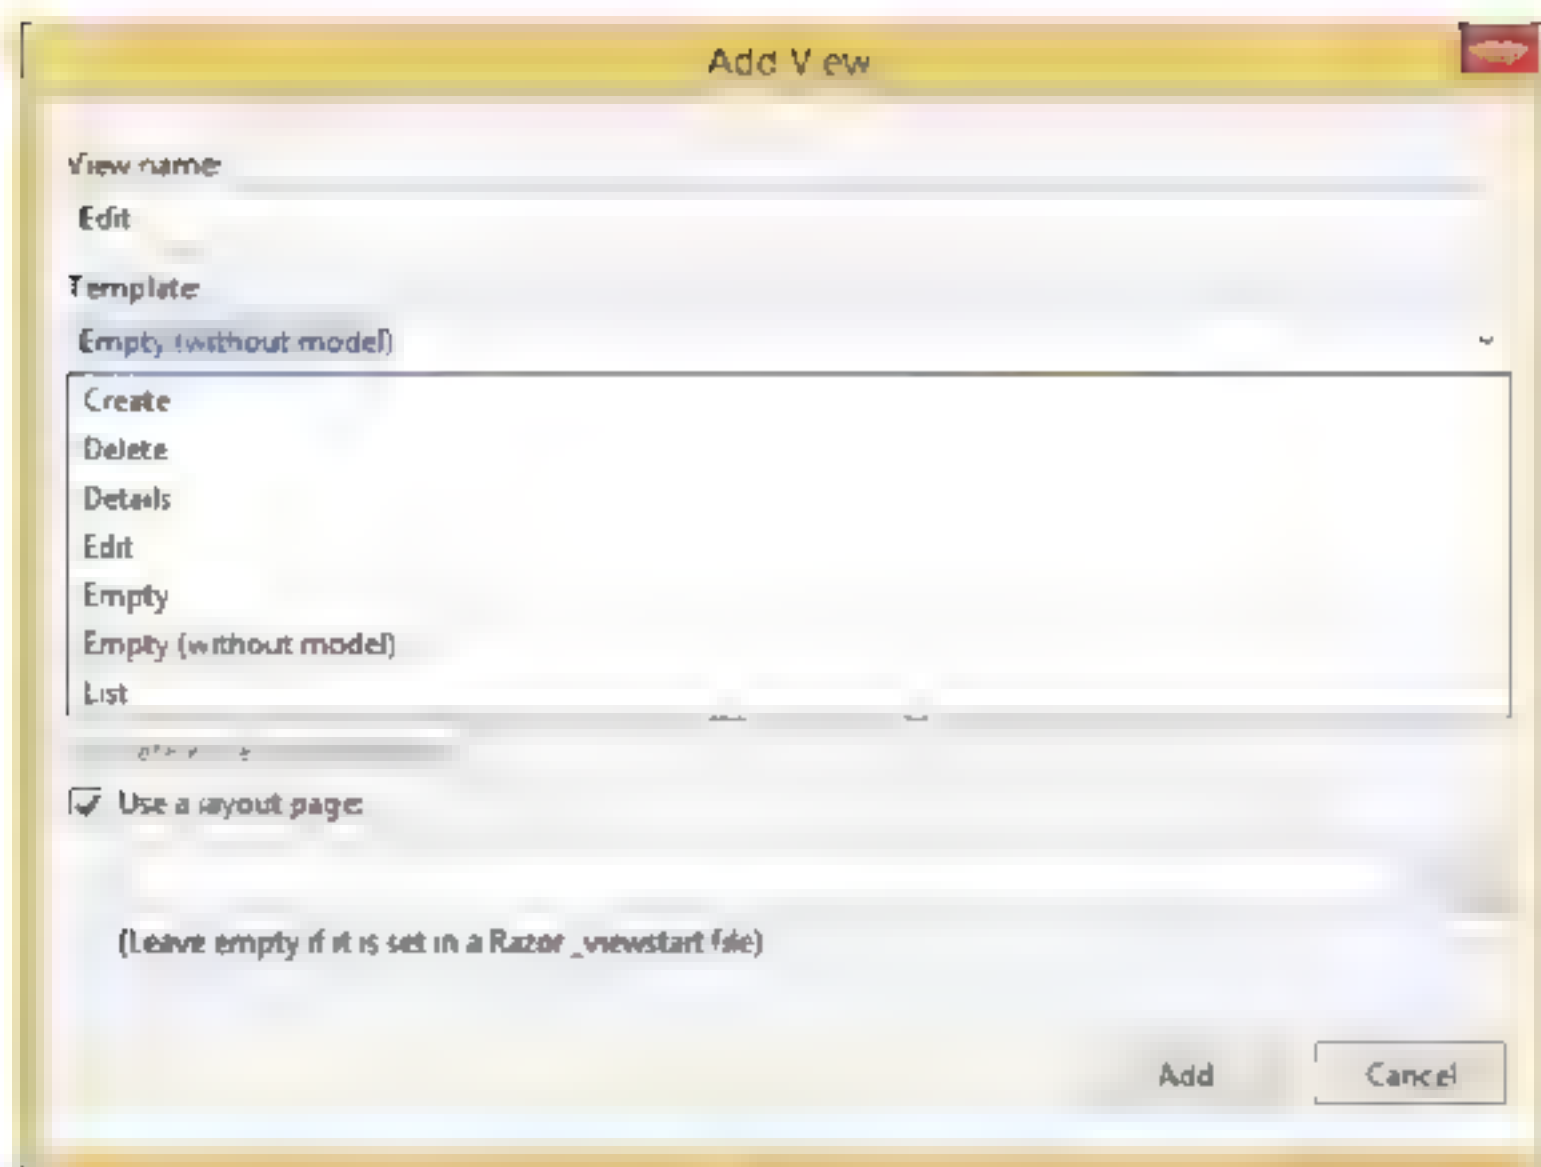 Add View
View name:
Edit
Template:
Empty (without model)
Create
Delete
Details
Edit
Empty
Empty (without model)
List
Use a layout page:
(Leave empty if it is set in a Razor _viewstart file)
Add
Cancel